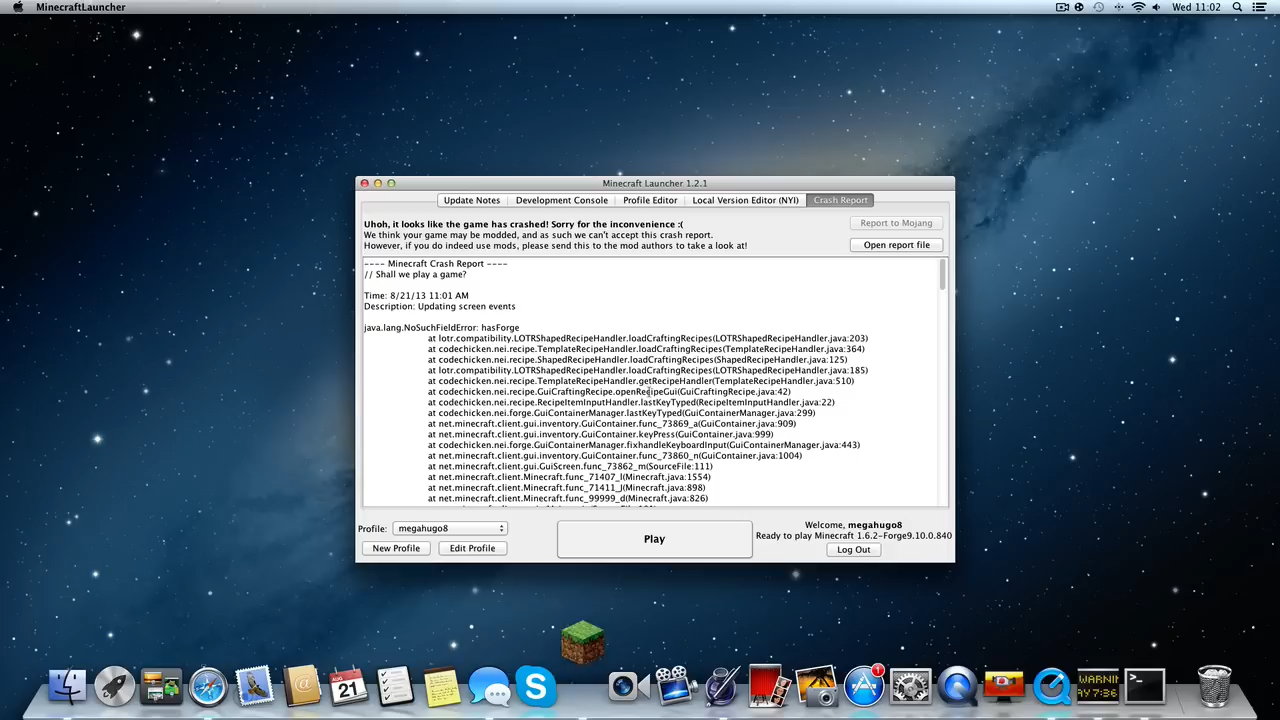 MinecraftLauncher
Wed 11:02
Minecraft Launcher 1.2.1
Update Notes
Development Console
Profile Editor
Local Version Editor (NYI)
Crash Report
Uhoh, it looks like the game has crashed! Sorry for the inconvenience :(
We think your game may be modded, and as such we can't accept this crash report.
However, if you do indeed use mods, please send this to the mod authors to take a look at!
Report to Mojang
Open report file
---- Minecraft Crash Report ----
// Shall we play a game?
Time: 8/21/13 11:01 AM
Description: Updating screen events
java.lang.NoSuchFieldError: hasForge
at lotr.compatibility.LOTRShapedRecipeHandler.loadCraftingRecipes(LOTRShapedRecipeHandler.java:203)
at codechicken.nei.recipe.TemplateRecipeHandler.loadCraftingRecipes(TemplateRecipeHandler.java:364)
at codechicken.nei.recipe.ShapedRecipeHandler.loadCraftingRecipes(ShapedRecipeHandler.java:125)
at lotr.compatibility.LOTRShapedRecipeHandler.loadCraftingRecipes(LOTRShapedRecipeHandler.java:185)
at codechicken.nei.recipe.TemplateRecipeHandler.getRecipeHandler(TemplateRecipeHandler.java:510)
at codechicken.nei.recipe.GuiCraftingRecipe.openRecipeGui(GuiCraftingRecipe.java:42)
at codechicken.nei.recipe.RecipeItemInputHandler.lastKeyTyped(RecipeItemInputHandler.java:22)
at codechicken.nei.forge.GuiContainerManager.lastKeyTyped(GuiContainerManager.java:299)
at net.minecraft.client.gui.inventory.GuiContainer.func_73869_a(GuiContainer.java:909)
at net.minecraft.client.gui.inventory.GuiContainer.keyPress(GuiContainer.java:999)
at codechicken.nei.forge.GuiContainerManager.fixhandleKeyboardInput(GuiContainerManager.java:443)
at net.minecraft.client.gui.inventory.GuiContainer.func_73860_n(GuiContainer.java:1004)
at net.minecraft.client.gui.GuiScreen.func_73862_m(SourceFile:111)
at net.minecraft.client.Minecraft.func_71407_l(Minecraft.java:1554)
at net.minecraft.client.Minecraft.func_71411_J(Minecraft.java:898)
at net.minecraft.client.Minecraft.func_99999_d(Minecraft.java:826)
Profile:
megahugo8
New Profile
Edit Profile
Play
Welcome, megahugo8
Ready to play Minecraft 1.6.2-Forge9.10.0.840
Log Out
AUG
21
S
1
WARNIN
AY 7:36